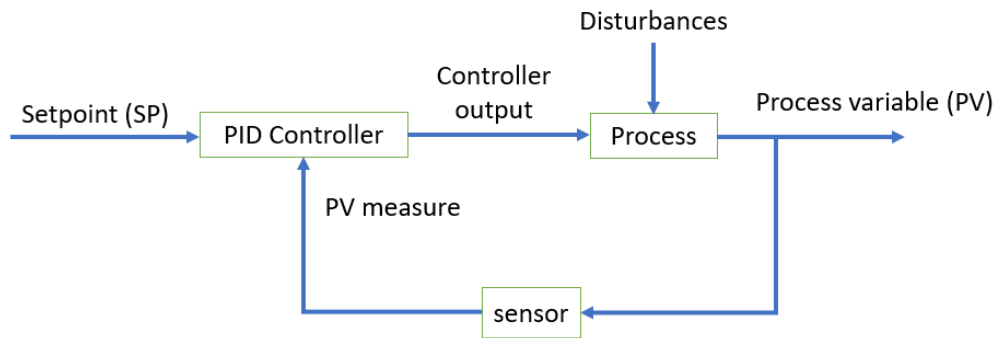 Disturbances
Controller
output
Setpoint (SP)
Process variable (PV)
PID Controller
Process
PV measure
sensor